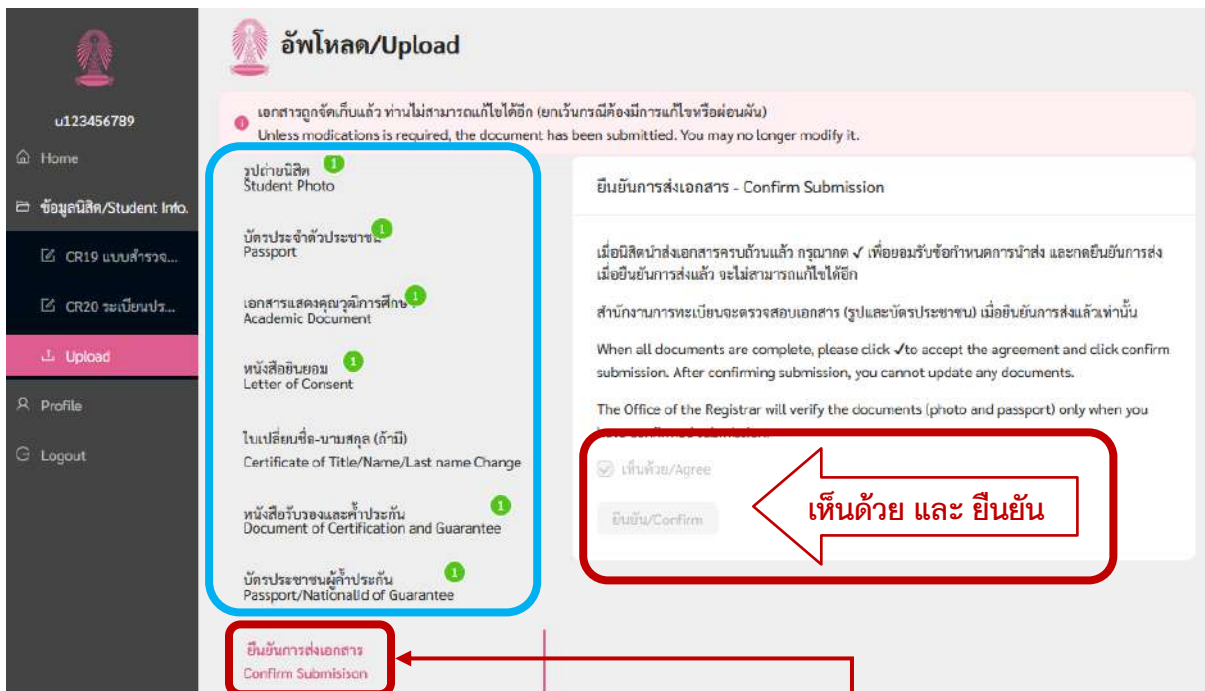 อัพโหลด/Upload
u123456789
Home
ข้อมูลนิสิต/Student Info.
CR19 แบบสำรวจ...
CR20 ระเบียนปร...
Upload
Profile
Logout
เอกสารถูกจัดเก็บแล้ว ท่านไม่สามารถแก้ไขได้อีก (ยกเว้นกรณีต้องมีการแก้ไขหรือผ่อนผัน)
Unless modications is required, the document has been submittied. You may no longer modify it.
รูปถ่ายนิสิต 1
Student Photo
บัตรประจำตัวประชาชน 1
Passport
เอกสารแสดงคุณวุฒิการศึกษา 1
Academic Document
หนังสือยินยอม 1
Letter of Consent
ใบเปลี่ยนชื่อ-นามสกุล (ถ้ามี)
Certificate of Title/Name/Last name Change
หนังสือรับรองและค้ำประกัน 1
Document of Certification and Guarantee
บัตรประชาชนผู้ค้ำประกัน 1
Passport/NationalId of Guarantee
ยืนยันการส่งเอกสาร
Confirm Submisison
ยืนยันการส่งเอกสาร - Confirm Submission
เมื่อนิสิตนำส่งเอกสารครบถ้วนแล้ว กรุณากด ✓ เพื่อยอมรับข้อกำหนดการนำส่ง และกดยืนยันการส่ง
เมื่อยืนยันการส่งแล้ว จะไม่สามารถแก้ไขได้อีก
สำนักงานการทะเบียนจะตรวจสอบเอกสาร (รูปและบัตรประชาชน) เมื่อยืนยันการส่งแล้วเท่านั้น
When all documents are complete, please click ✓to accept the agreement and click confirm
submission. After confirming submission, you cannot update any documents.
The Office of the Registrar will verify the documents (photo and passport) only when you
เห็นด้วย/Agree
ยืนยัน/Confirm
เห็นด้วย และ ยืนยัน